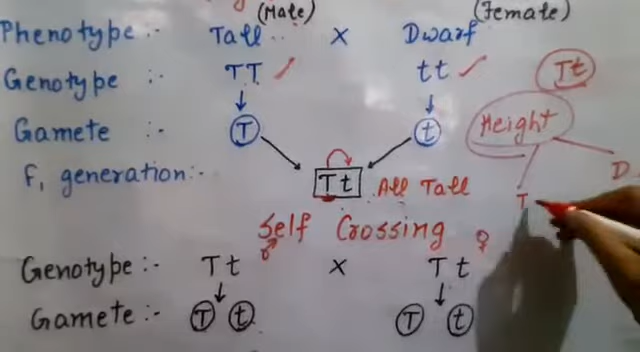 (Male) (Female)
Phenotype :- Tall X Dwarf
Genotype :- TT tt Tt
Gamete :- T t Height
F1 generation :- Tt All Tall T D
Self Crossing
♂ ♀
Genotype :- Tt X Tt
Gamete :- T t T t